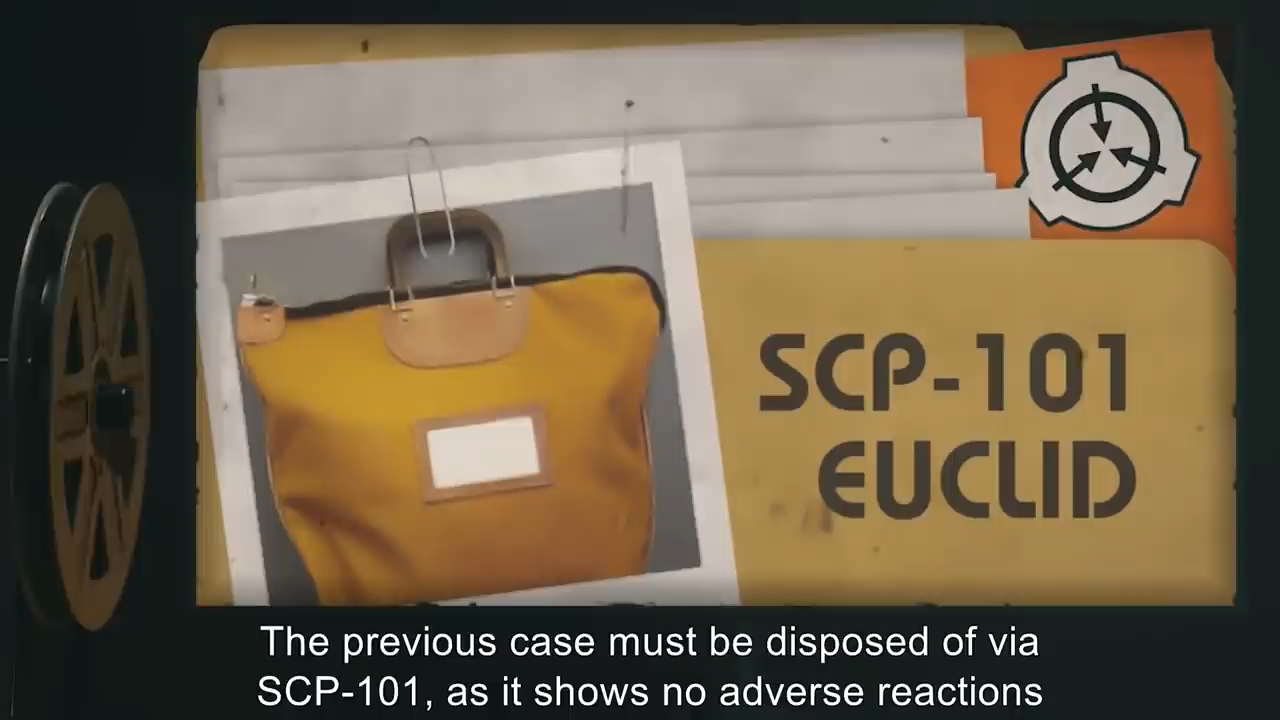 SCP-101
EUCLID
The previous case must be disposed of via
SCP-101, as it shows no adverse reactions